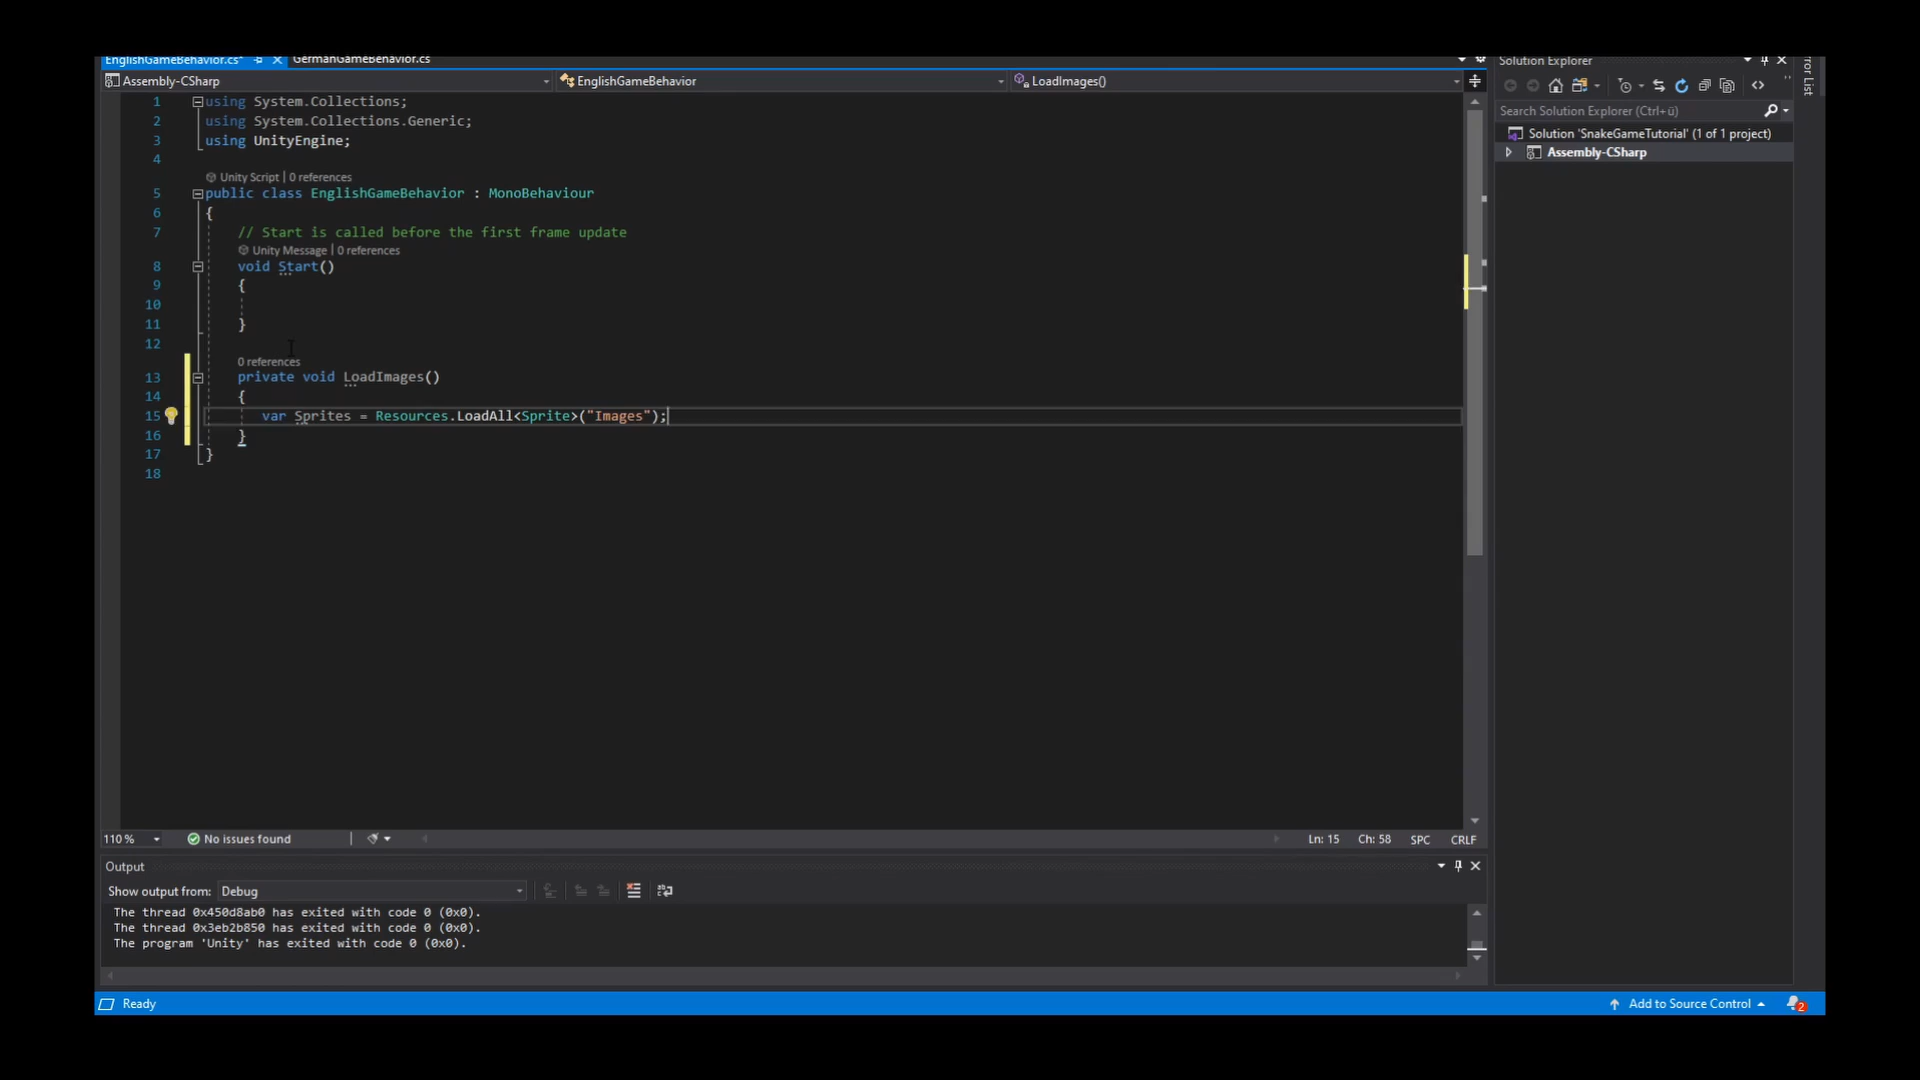 EnglishGameBehavior.cs*
GermanGameBehavior.cs
Solution Explorer
Assembly-CSharp
EnglishGameBehavior
LoadImages()
Search Solution Explorer (Ctrl+ü)
Solution 'SnakeGameTutorial' (1 of 1 project)
Assembly-CSharp
1 using System.Collections;
2 using System.Collections.Generic;
3 using UnityEngine;
4
Unity Script | 0 references
5 public class EnglishGameBehavior : MonoBehaviour
6 {
7 // Start is called before the first frame update
Unity Message | 0 references
8 void Start()
9 {
10
11 }
12
0 references
13 private void LoadImages()
14 {
15 var Sprites = Resources.LoadAll<Sprite>("Images");
16 }
17 }
18
110 %
No issues found
Ln: 15
Ch: 58
SPC
CRLF
Output
Show output from: Debug
The thread 0x450d8ab0 has exited with code 0 (0x0).
The thread 0x3eb2b850 has exited with code 0 (0x0).
The program 'Unity' has exited with code 0 (0x0).
Ready
Add to Source Control
2